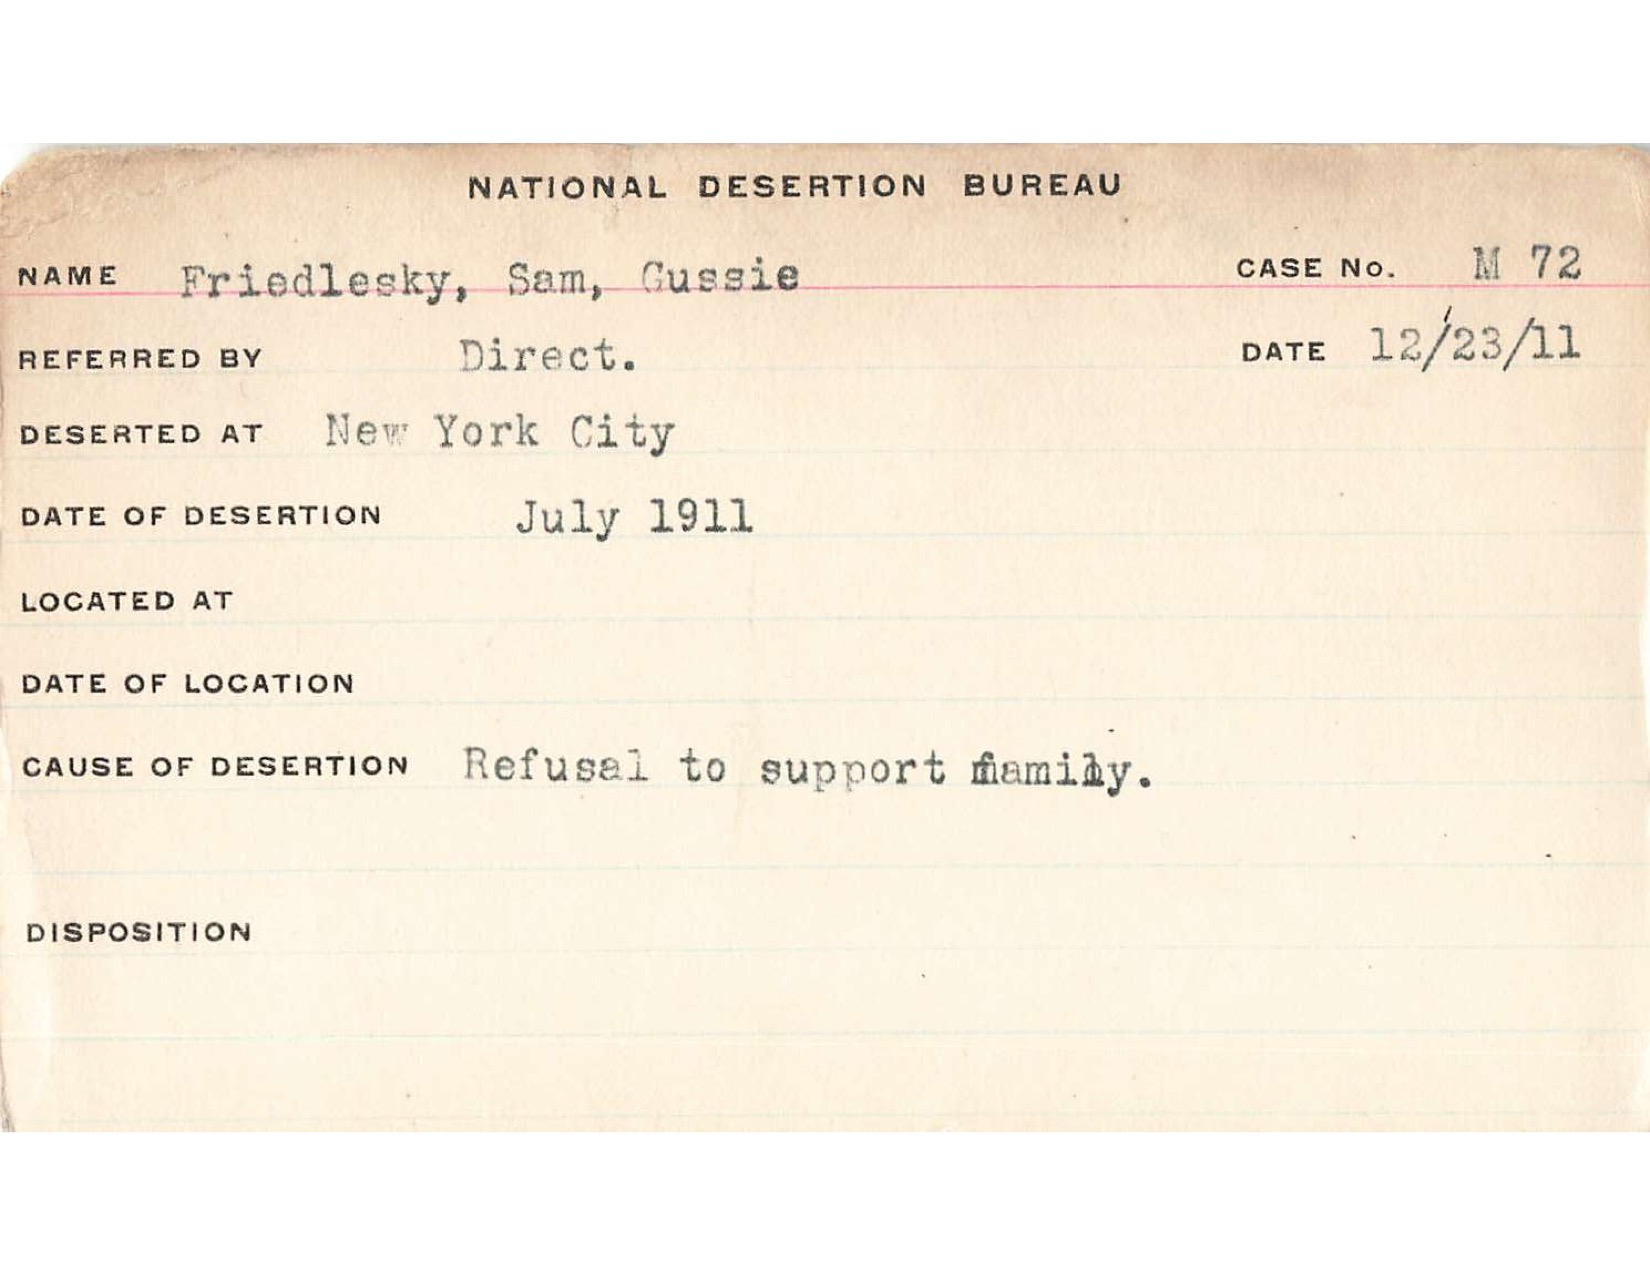 NATIONAL DESERTION BUREAU
NAME Friedlesky, Sam, Gussie CASE No. M 72
REFERRED BY Direct. DATE 12/23/11
DESERTED AT New York City
DATE OF DESERTION July 1911
LOCATED AT
DATE OF LOCATION
CAUSE OF DESERTION Refusal to support family.
DISPOSITION